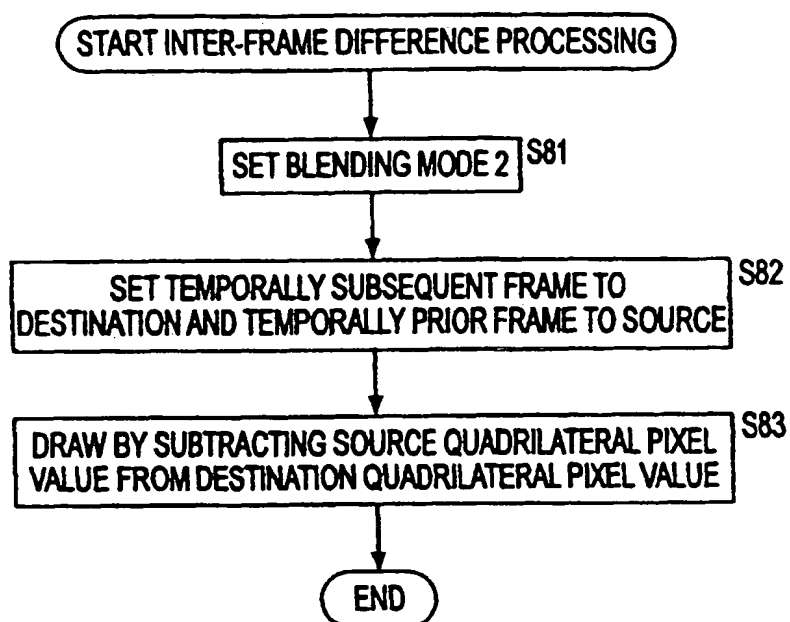 START INTER-FRAME DIFFERENCE PROCESSING
SET BLENDING MODE 2
S81
SET TEMPORALLY SUBSEQUENT FRAME TO
DESTINATION AND TEMPORALLY PRIOR FRAME TO SOURCE
S82
DRAW BY SUBTRACTING SOURCE QUADRILATERAL PIXEL
VALUE FROM DESTINATION QUADRILATERAL PIXEL VALUE
S83
END